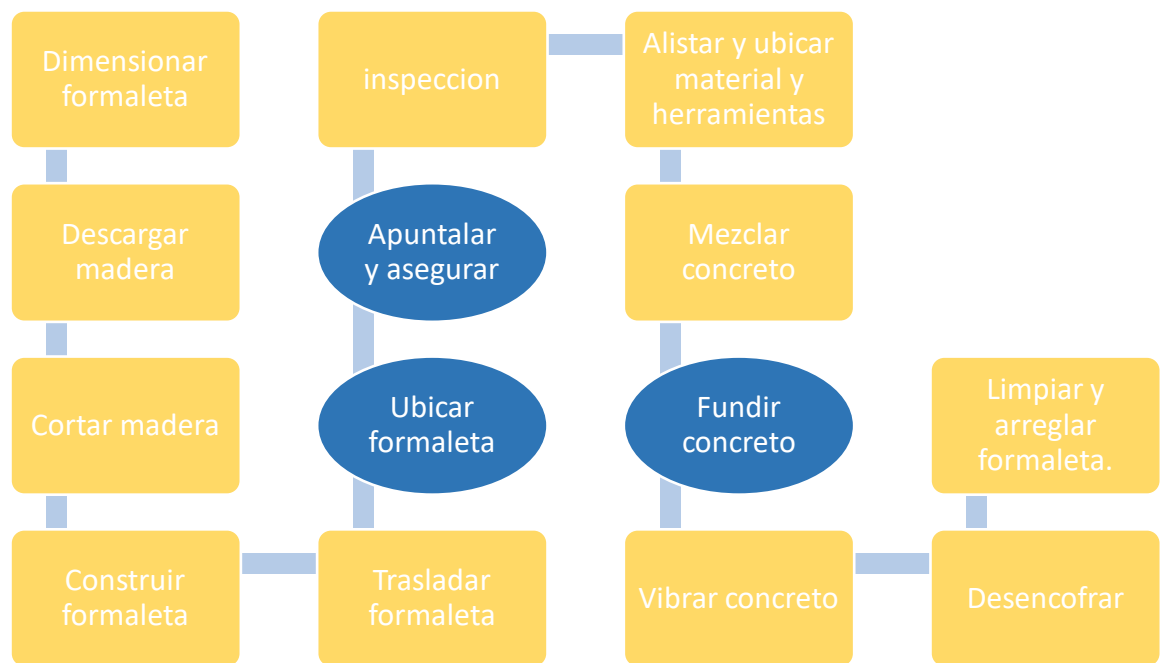 Dimensionar
formaleta
Descargar
madera
Cortar madera
Construir
formaleta
Trasladar
formaleta
Ubicar
formaleta
Apuntalar
y asegurar
inspeccion
Alistar y ubicar
material y
herramientas
Mezclar
concreto
Fundir
concreto
Vibrar concreto
Desencofrar
Limpiar y
arreglar
formaleta.